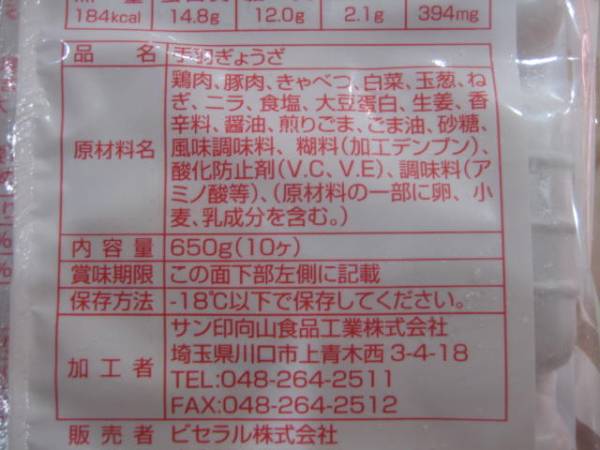 184kcal 14.8g 12.0g 2.1g 394mg
品名 手羽ぎょうざ
原材料名
鶏肉、豚肉、きゃべつ、白菜、玉葱、ね
ぎ、ニラ、食塩、大豆蛋白、生姜、香
辛料、醤油、煎りごま、ごま油、砂糖、
風味調味料、糊料(加工デンプン)、
酸化防止剤(V.C、V.E)、調味料(ア
ミノ酸等)、(原材料の一部に卵、小
麦、乳成分を含む。)
内容量 650g(10ヶ)
賞味期限 この面下部左側に記載
保存方法 -18℃以下で保存してください。
加工者
サン印向山食品工業株式会社
埼玉県川口市上青木西3-4-18
TEL:048-264-2511
FAX:048-264-2512
販売者 ビセラル株式会社